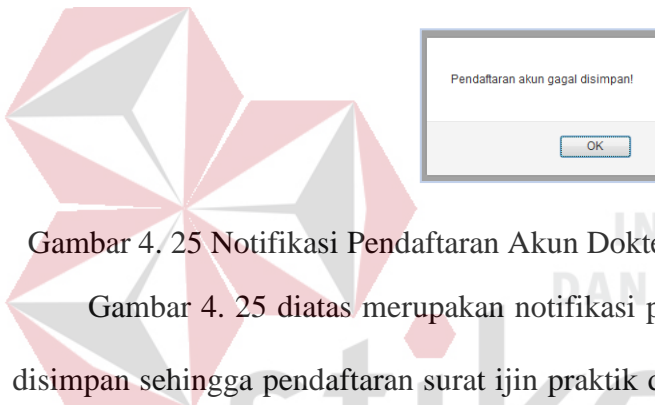 Pendaftaran akun gagal disimpan!
OK
Gambar 4. 25 Notifikasi Pendaftaran Akun
DAN
Gambar 4. 25 diatas merupakan notifikasi
disimpan sehingga pendaftaran surat ijin praktik